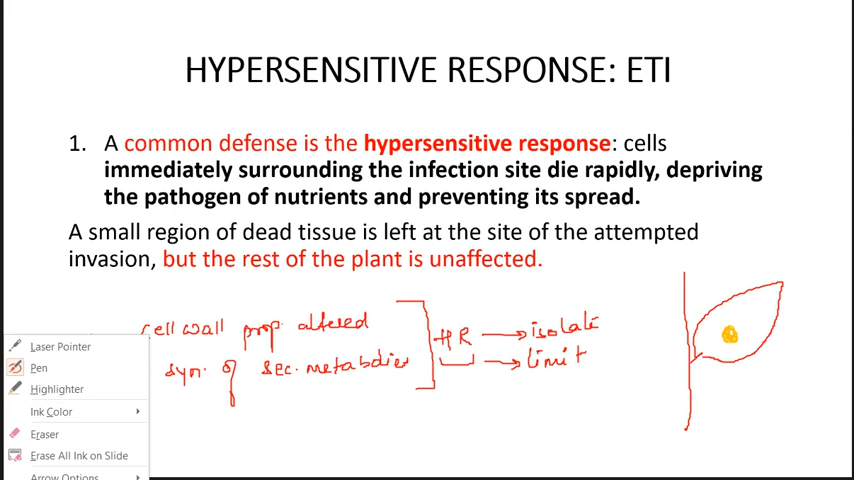 HYPERSENSITIVE RESPONSE: ETI
1. A common defense is the hypersensitive response: cells
immediately surrounding the infection site die rapidly, depriving
the pathogen of nutrients and preventing its spread.
A small region of dead tissue is left at the site of the attempted
invasion, but the rest of the plant is unaffected.
cell wall prop. altered
syn. of sec. metabolies
HR → isolate
→ limit
Laser Pointer
Pen
Highlighter
Ink Color
Eraser
Erase All Ink on Slide
Arrow Options